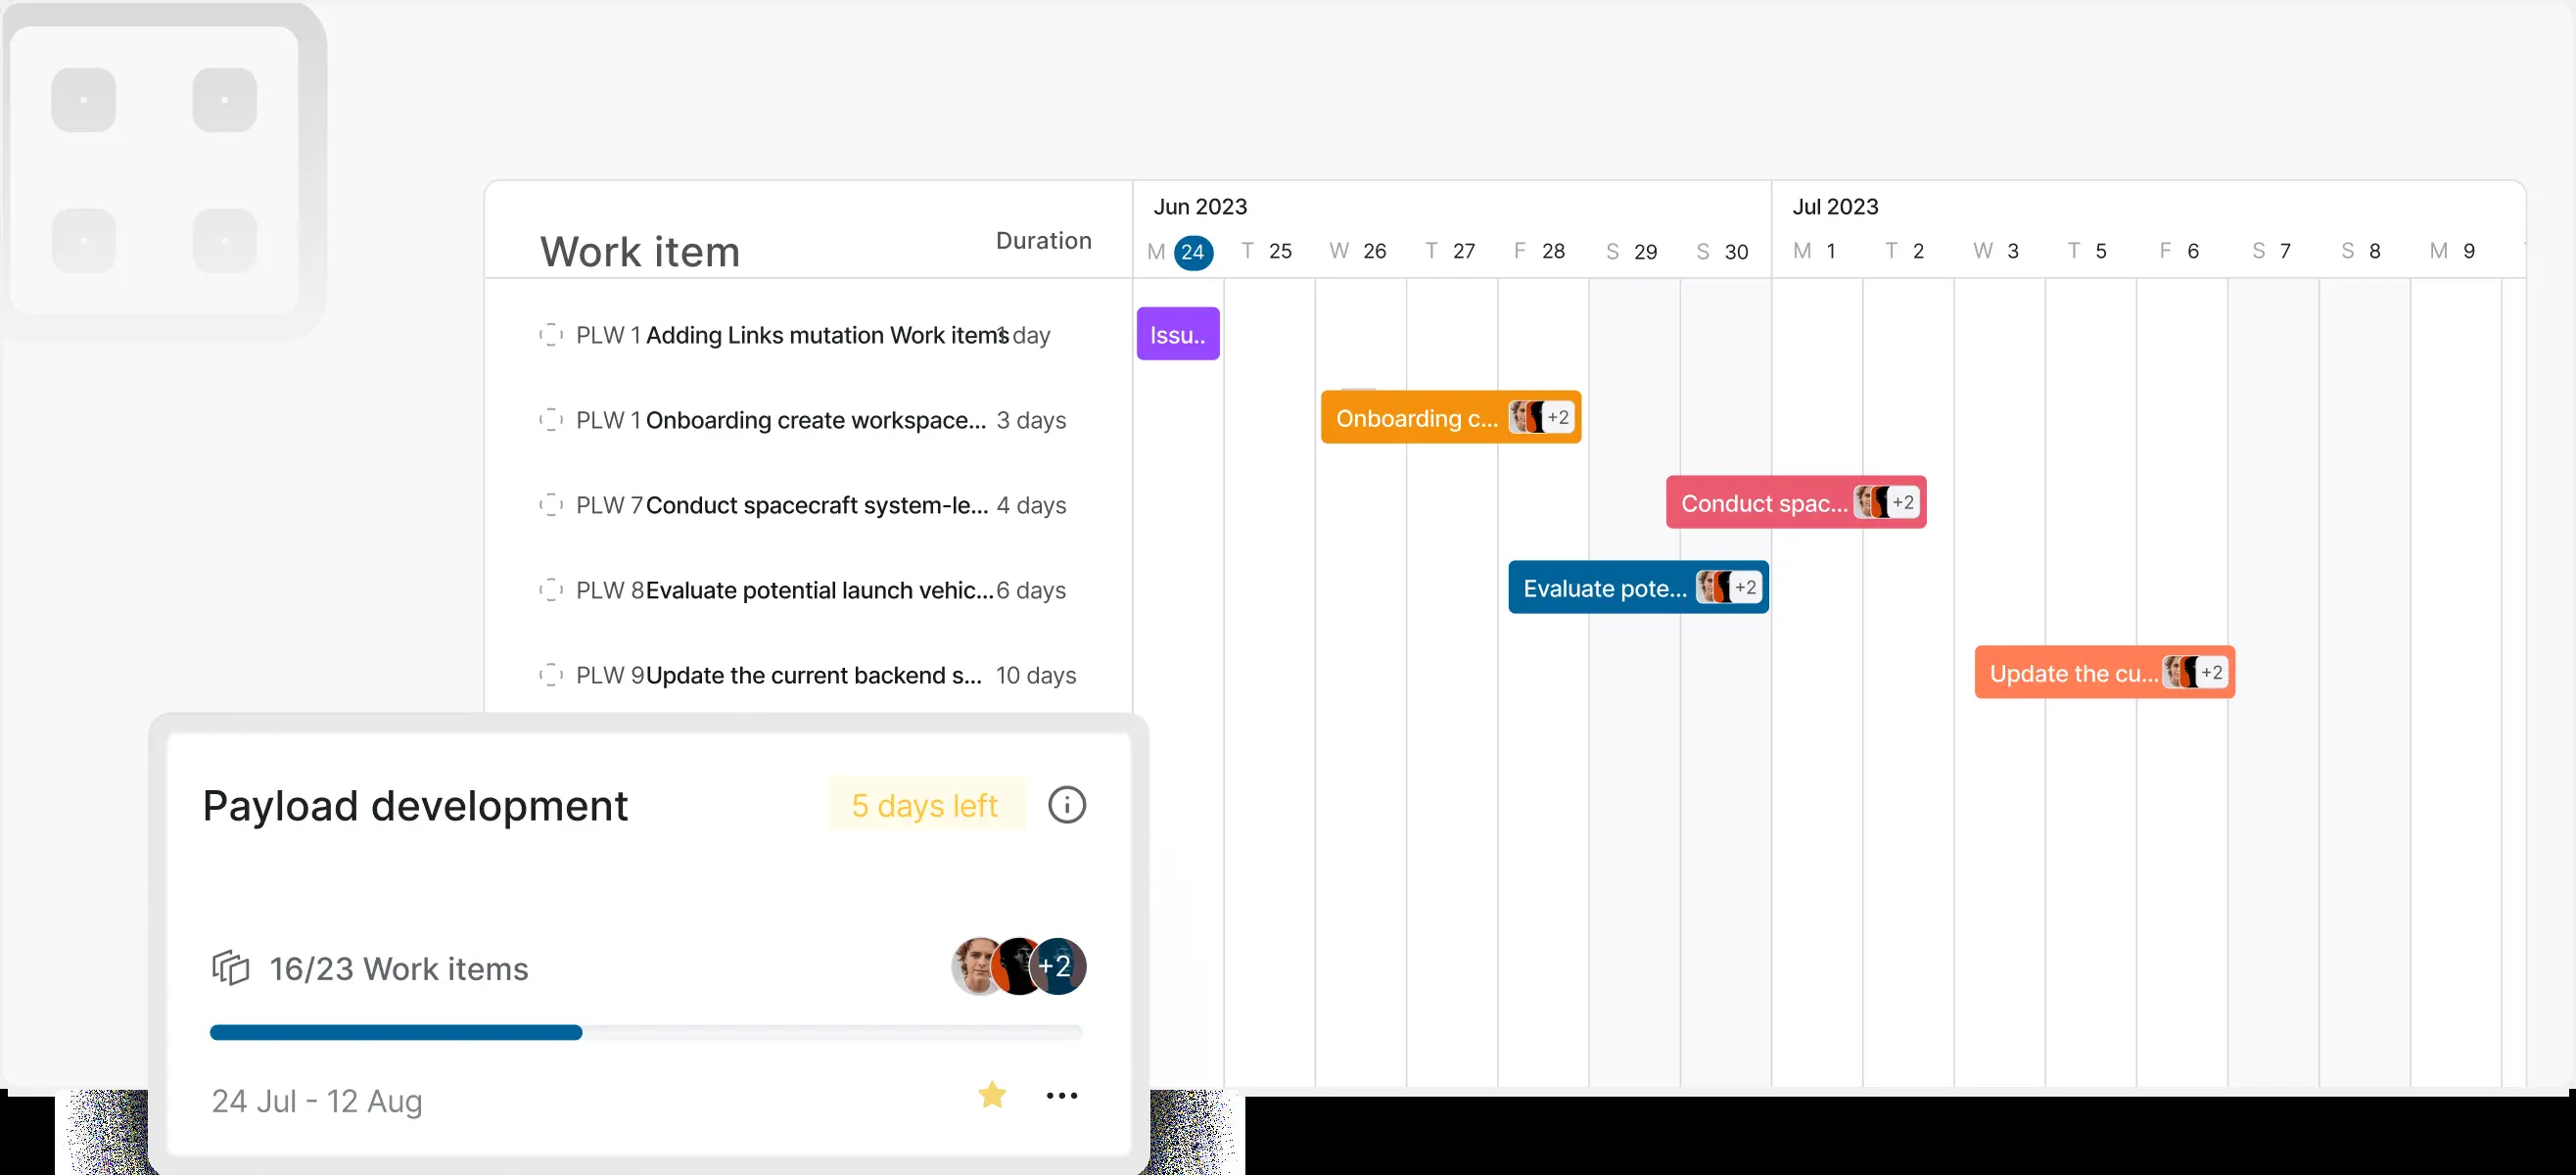 Jun 2023
Jul 2023
Work item
Duration
M 24 T 25 W 26 T 27 F 28 S 29 S 30 M 1 T 2 W 3 T 5 F 6 S 7 S 8 M 9
PLW 1 Adding Links mutation Work items 1 day
Issu..
PLW 1 Onboarding create workspace... 3 days
Onboarding c... +2
PLW 7 Conduct spacecraft system-le... 4 days
Conduct spac... +2
PLW 8 Evaluate potential launch vehic... 6 days
Evaluate pote... +2
PLW 9 Update the current backend s... 10 days
Update the cu... +2
Payload development
5 days left
16/23 Work items
+2
24 Jul - 12 Aug